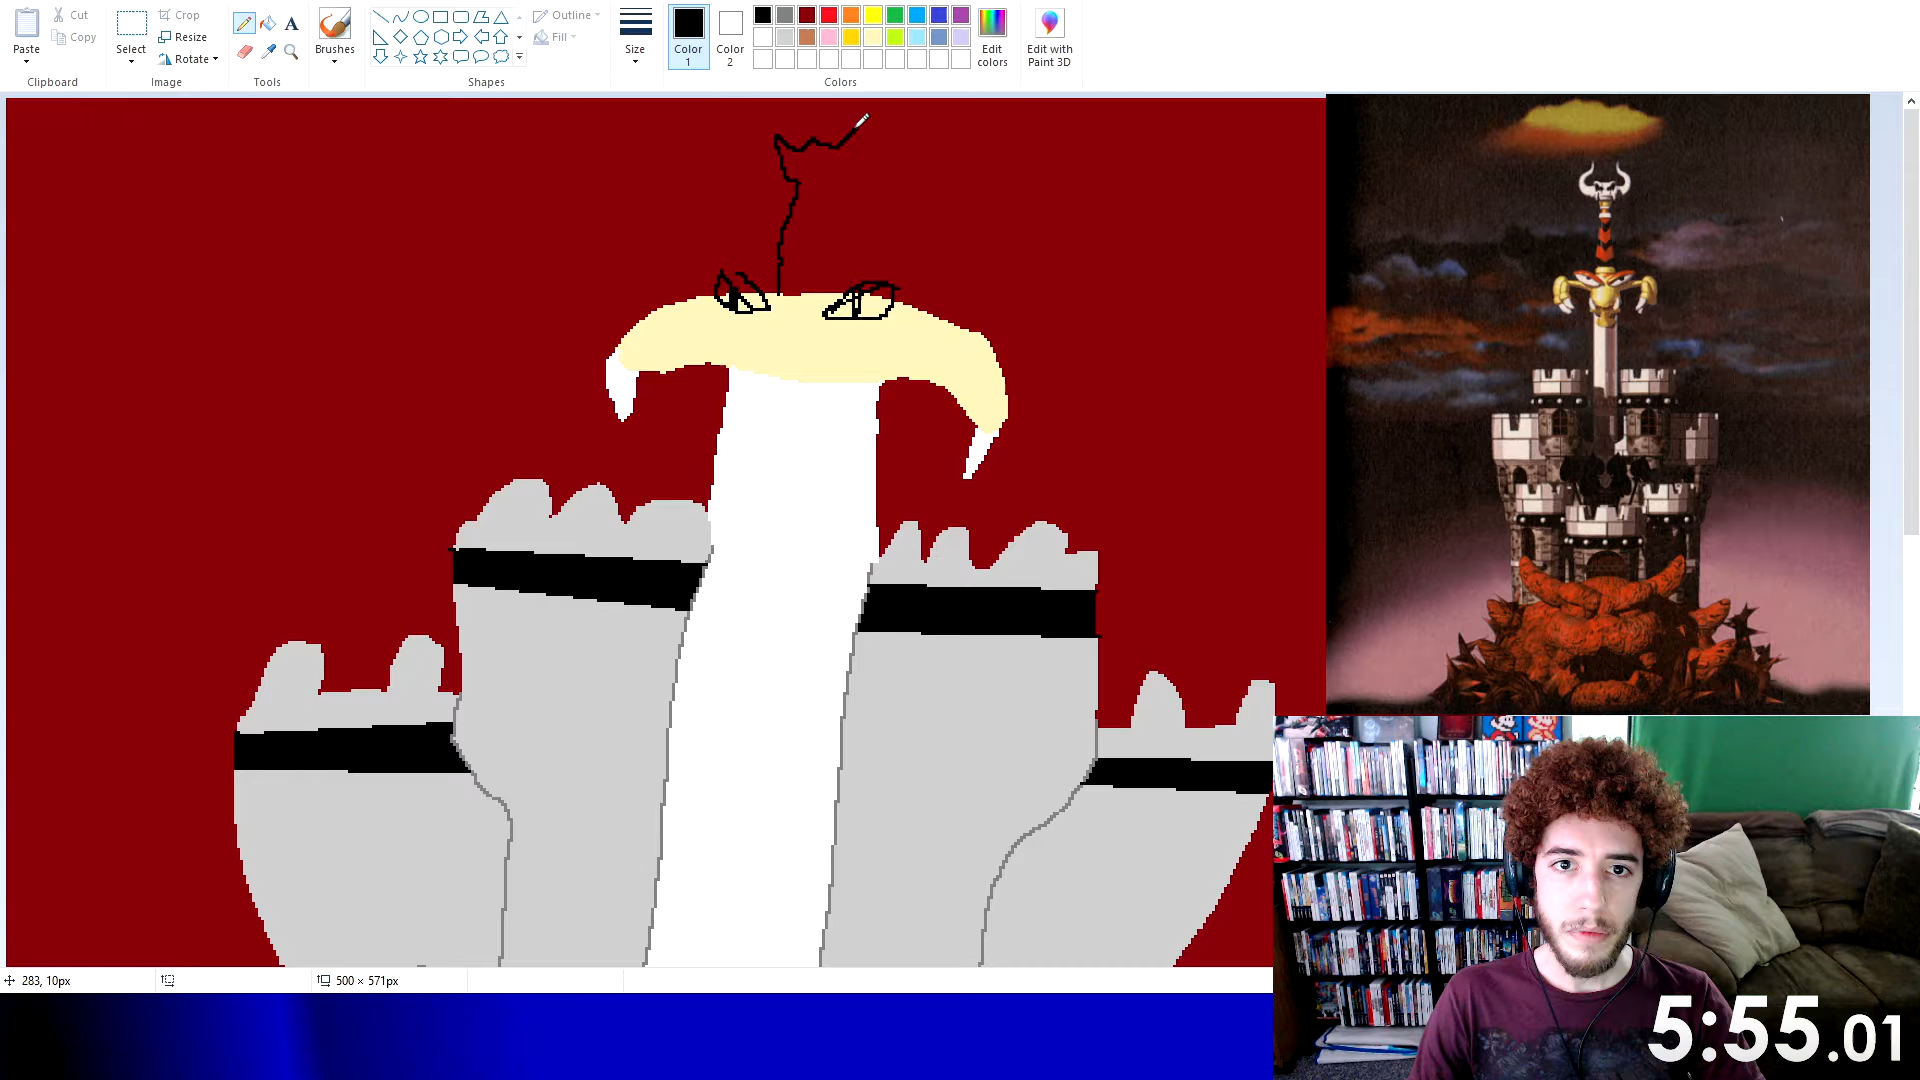 Paste
Cut
Copy
Clipboard
Select
Crop
Resize
Rotate
Image
A
Tools
Brushes
Outline
Fill
Shapes
Size
Color 1
Color 2
Edit colors
Edit with Paint 3D
Colors
283, 10px
500 × 571px
5:55.01